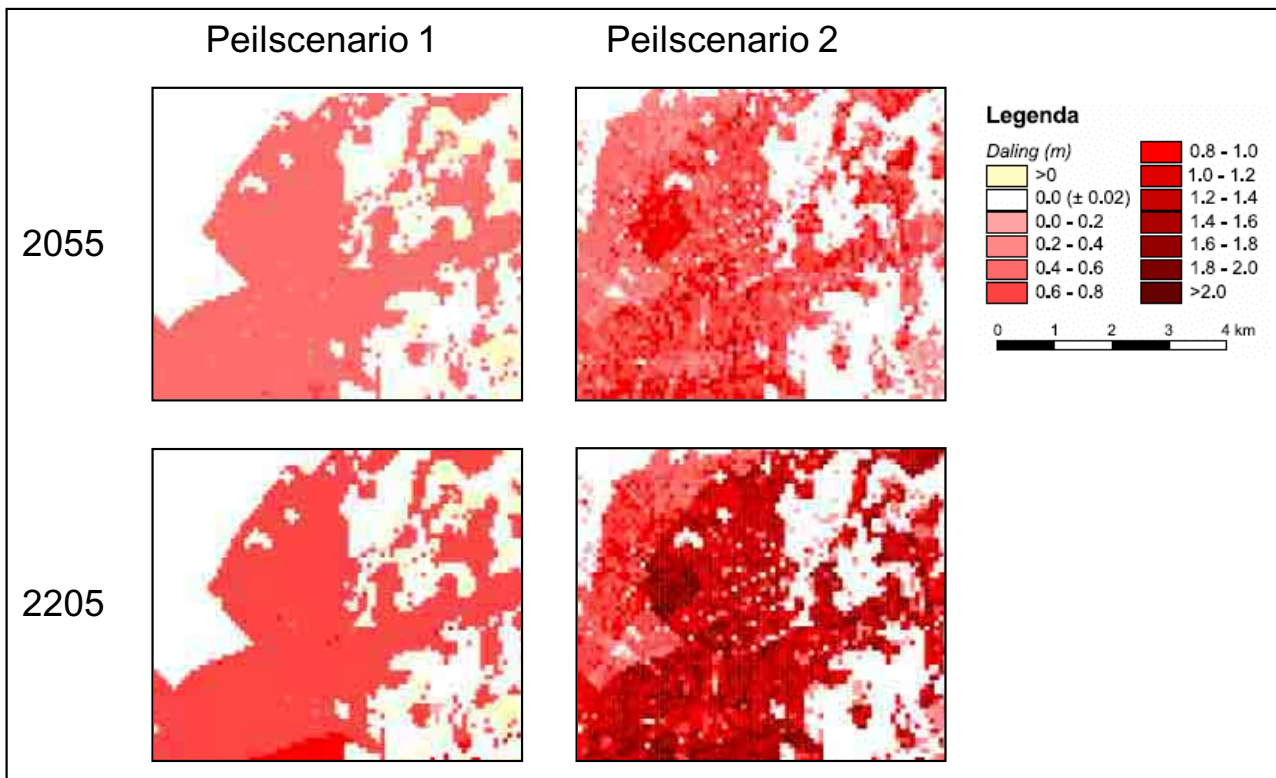 Peilscenario 1 Peilscenario 2
2055
2205
Legenda
Daling (m)
>0
0.0 (± 0.02)
0.0 - 0.2
0.2 - 0.4
0.4 - 0.6
0.6 - 0.8
0.8 - 1.0
1.0 - 1.2
1.2 - 1.4
1.4 - 1.6
1.6 - 1.8
1.8 - 2.0
>2.0
0 1 2 3 4 km